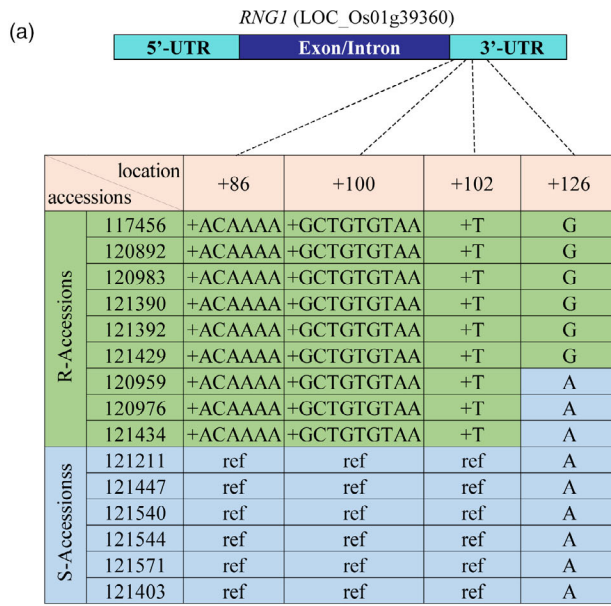 (a)
RNG1 (LOC_Os01g39360)
5'-UTR Exon/Intron 3'-UTR
location
accessions
+86 +100 +102 +126
R-Accessions
117456 +ACAAAA +GCTGTGTAA +T G
120892 +ACAAAA +GCTGTGTAA +T G
120983 +ACAAAA +GCTGTGTAA +T G
121390 +ACAAAA +GCTGTGTAA +T G
121392 +ACAAAA +GCTGTGTAA +T G
121429 +ACAAAA +GCTGTGTAA +T G
120959 +ACAAAA +GCTGTGTAA +T A
120976 +ACAAAA +GCTGTGTAA +T A
121434 +ACAAAA +GCTGTGTAA +T A
S-Accessionss
121211 ref ref ref A
121447 ref ref ref A
121540 ref ref ref A
121544 ref ref ref A
121571 ref ref ref A
121403 ref ref ref A